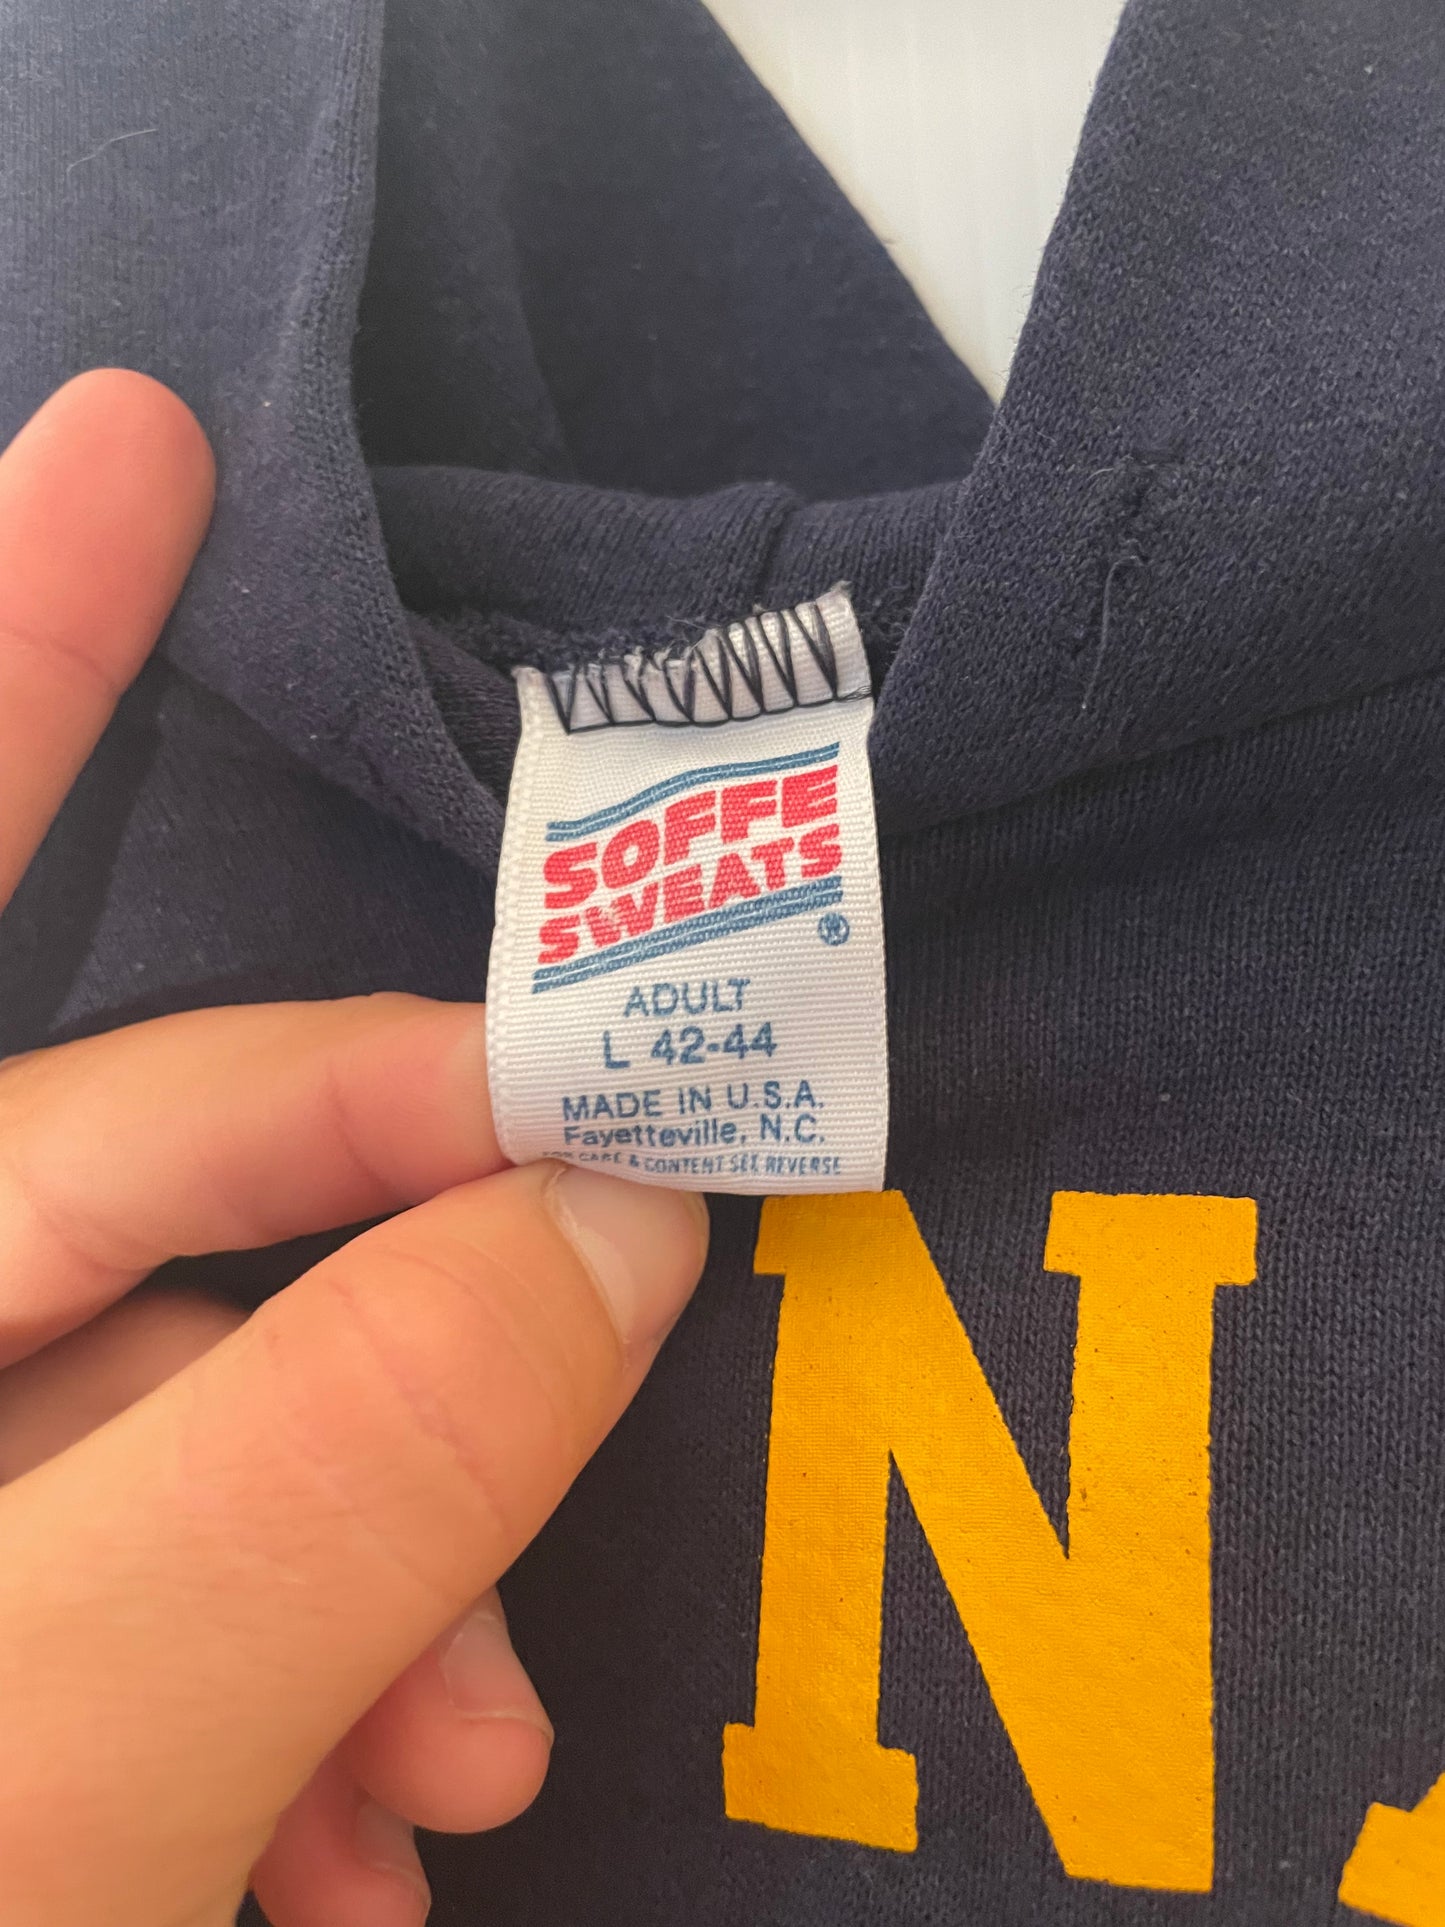 SOFFE
SWEATS
®
ADULT
L 42-44
MADE IN U.S.A.
Fayetteville, N.C.
FOR CARE & CONTENT SEE REVERSE
N